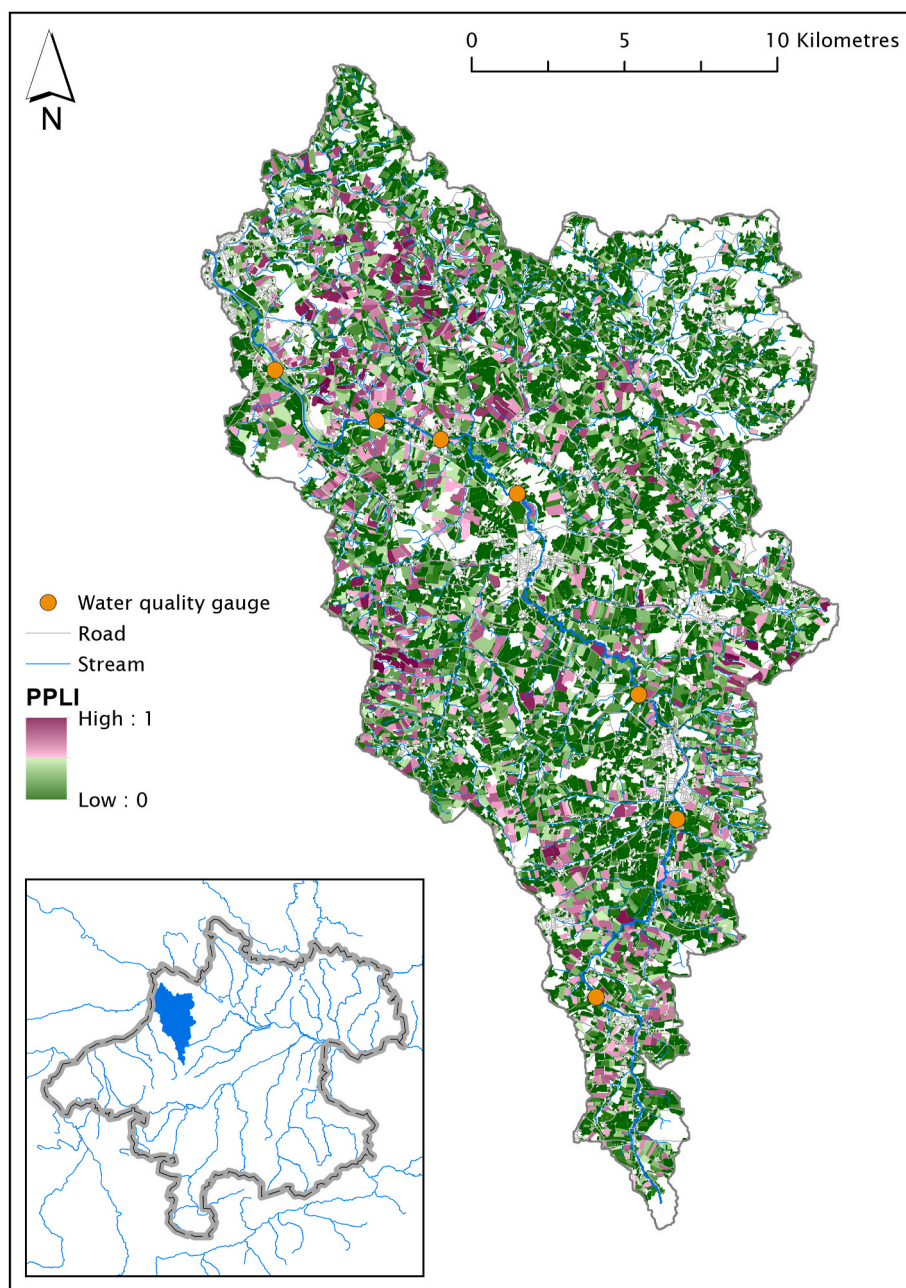 0 5 10 Kilometres
N
Water quality gauge
Road
Stream
PPLI
High : 1
Low : 0